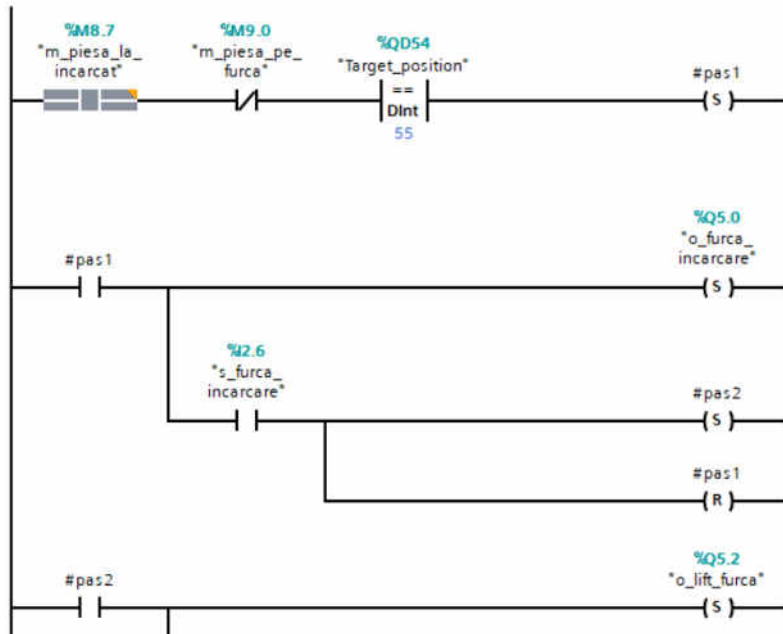 %M8.7
"m_piesa_la_
incarcat"
%M9.0
"m_piesa_pe_
furca"
%QD54
"Target_position"
==
DInt
55
#pas1
S
#pas1
%Q5.0
"o_furca_
incarcare"
S
%I2.6
"s_furca_
incarcare"
#pas2
S
#pas1
R
#pas2
%Q5.2
"o_lift_furca"
S